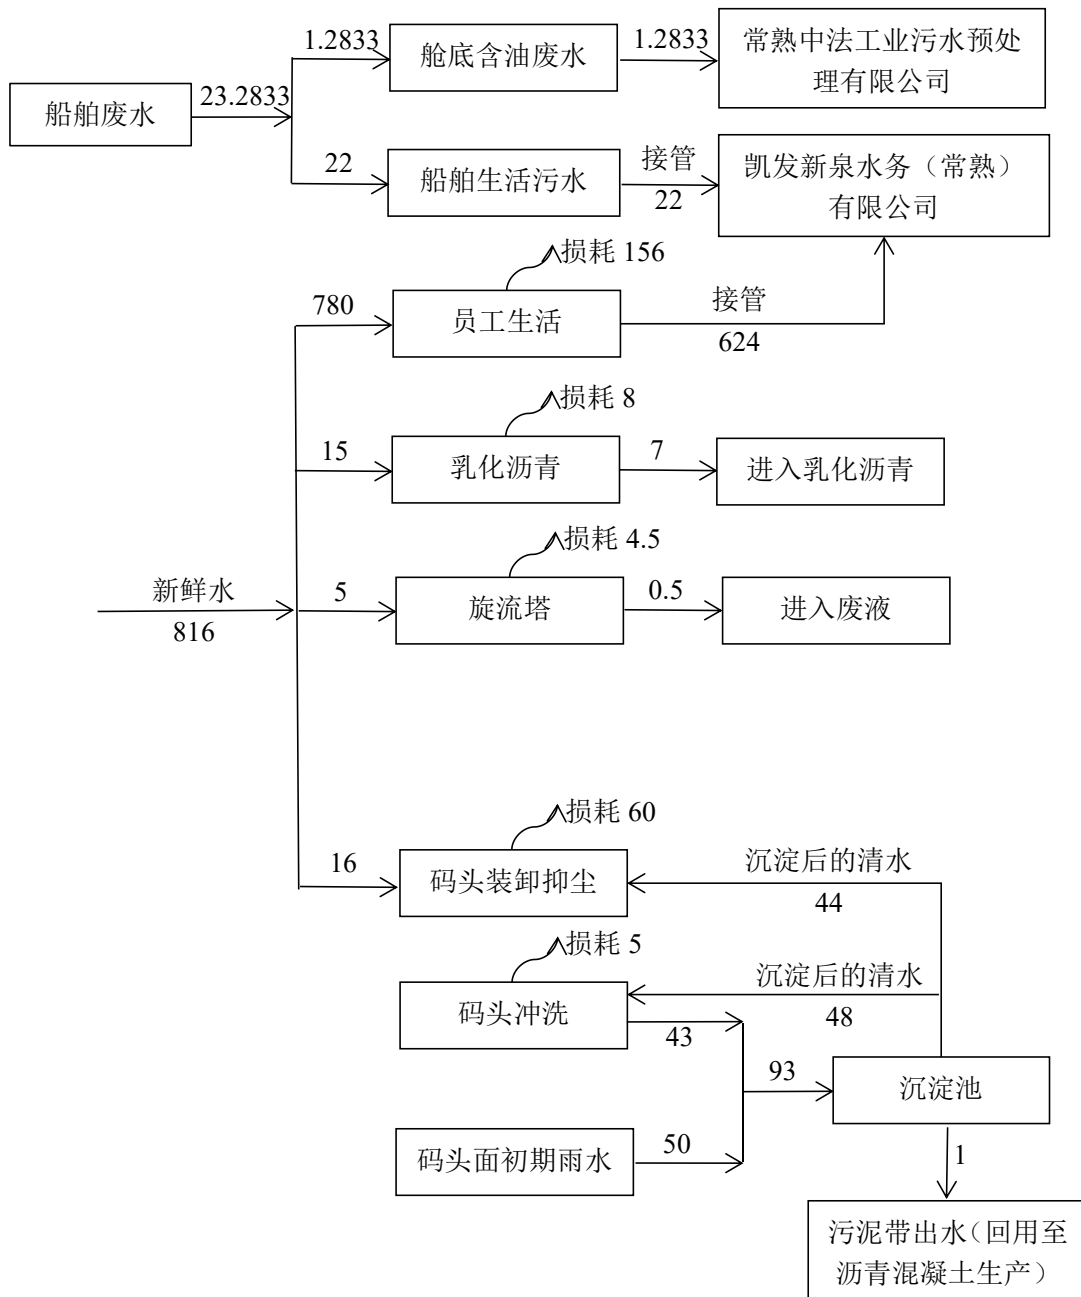 1.2833
舱底含油废水
1.2833
常熟中法工业污水预处
理有限公司
船舶废水
23.2833
22
船舶生活污水
接管
22
凯发新泉水务（常熟）
有限公司
损耗 156
780
员工生活
接管
624
损耗 8
15
乳化沥青
7
进入乳化沥青
损耗 4.5
新鲜水
816
5
旋流塔
0.5
进入废液
损耗 60
16
码头装卸抑尘
沉淀后的清水
44
损耗 5
码头冲洗
沉淀后的清水
48
43
93
沉淀池
码头面初期雨水
50
1
污泥带出水（回用至
沥青混凝土生产）